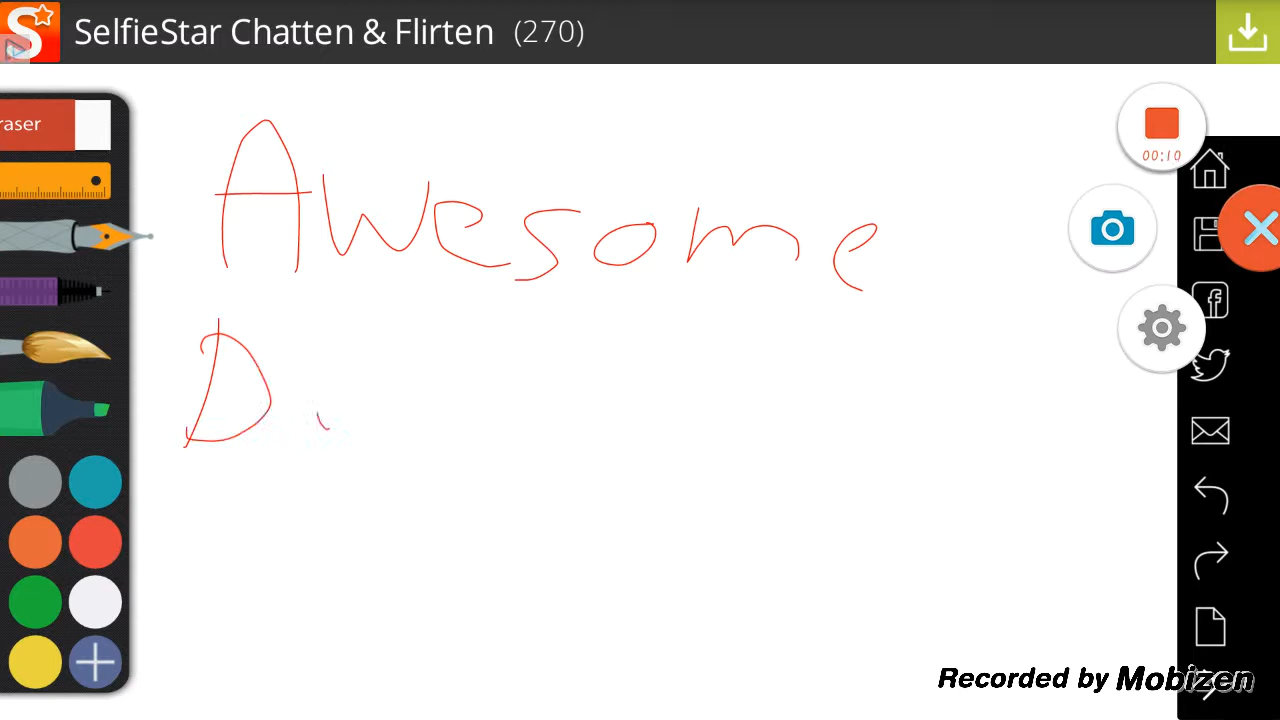 SelfieStar Chatten & Flirten (270)
raser
00:10
Awesome
D
Recorded by Mobizen